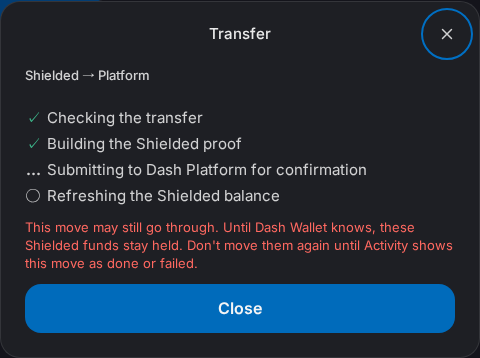 Transfer
Shielded → Platform
✓ Checking the transfer
✓ Building the Shielded proof
... Submitting to Dash Platform for confirmation
○ Refreshing the Shielded balance
This move may still go through. Until Dash Wallet knows, these
Shielded funds stay held. Don't move them again until Activity shows
this move as done or failed.
Close